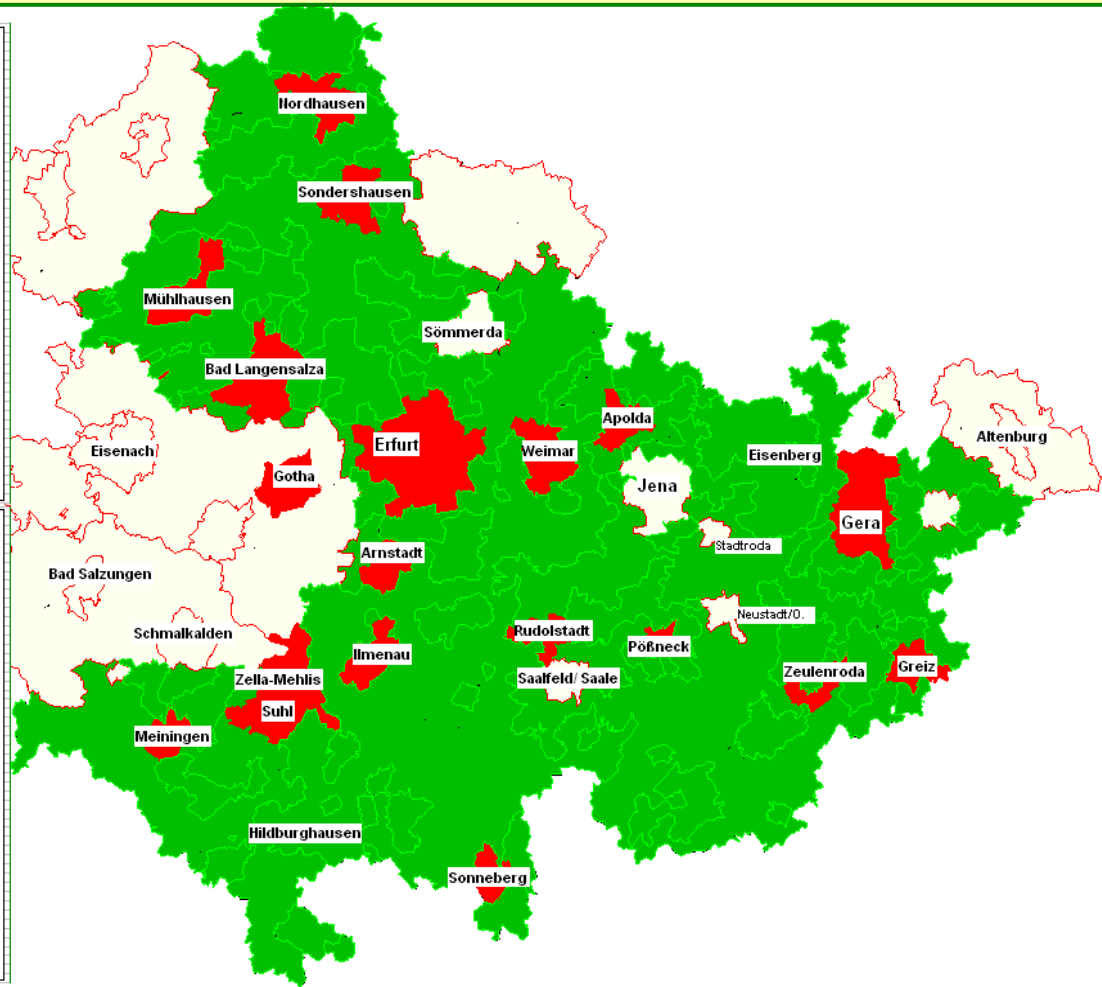 Nordhausen
Sondershausen
Mühlhausen
Sömmerda
Bad Langensalza
Apolda
Altenburg
Erfurt
Weimar
Eisenach
Eisenberg
Gotha
Jena
Gera
Stadtroda
Arnstadt
Bad Salzungen
Neustadt/O.
Schmalkalden
Rudolstadt
Pößneck
Ilmenau
Greiz
Zeulenroda
Zella-Mehlis
Saalfeld/ Saale
Suhl
Meiningen
Hildburghausen
Sonneberg